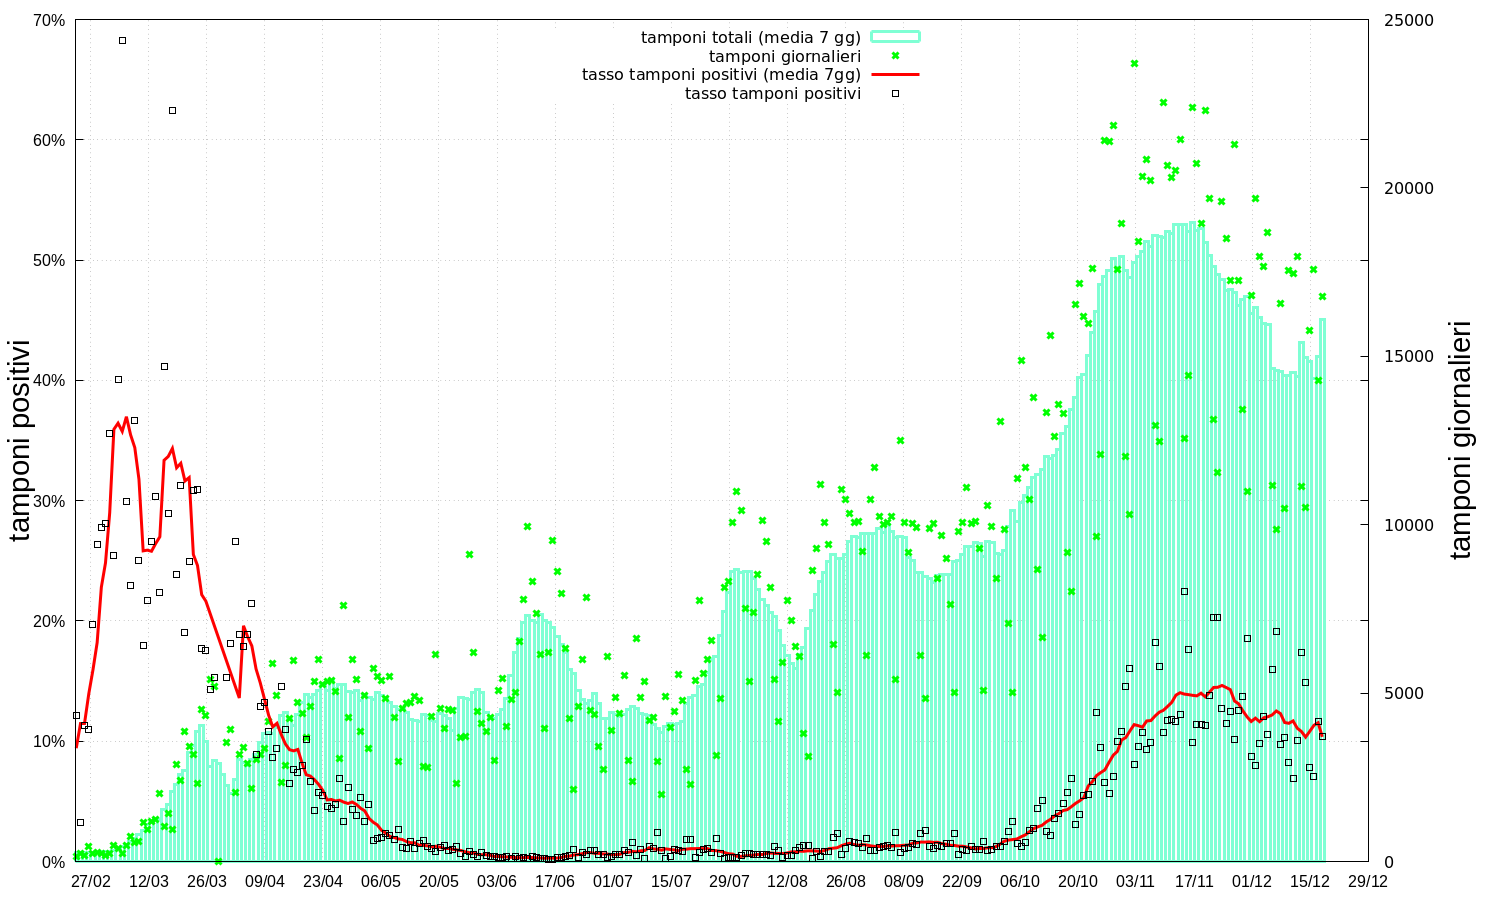 tamponi totali (media 7 gg)
tamponi giornalieri
tasso tamponi positivi (media 7gg)
tasso tamponi positivi
tamponi positivi
70%
60%
50%
40%
30%
20%
10%
0%
25000
20000
15000
10000
5000
0
tamponi giornalieri
27/02 12/03 26/03 09/04 23/04 06/05 20/05 03/06 17/06 01/07 15/07 29/07 12/08 26/08 08/09 22/09 06/10 20/10 03/11 17/11 01/12 15/12 29/12